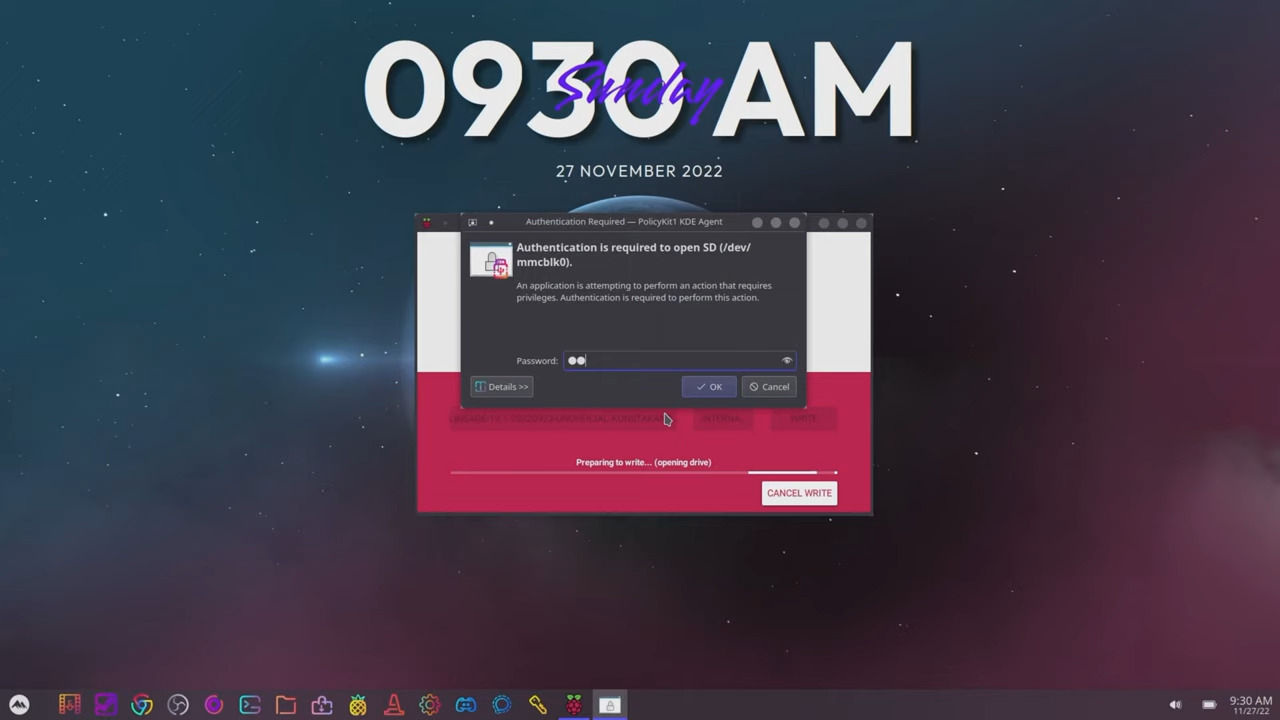 0930 AM
Sunday
27 NOVEMBER 2022
Authentication Required — PolicyKit1 KDE Agent
Authentication is required to open SD (/dev/
mmcblk0).
An application is attempting to perform an action that requires
privileges. Authentication is required to perform this action.
Password:
Details >>
OK
Cancel
INTERNAL
WRITE
Preparing to write... (opening drive)
CANCEL WRITE
9:30 AM
11/27/22